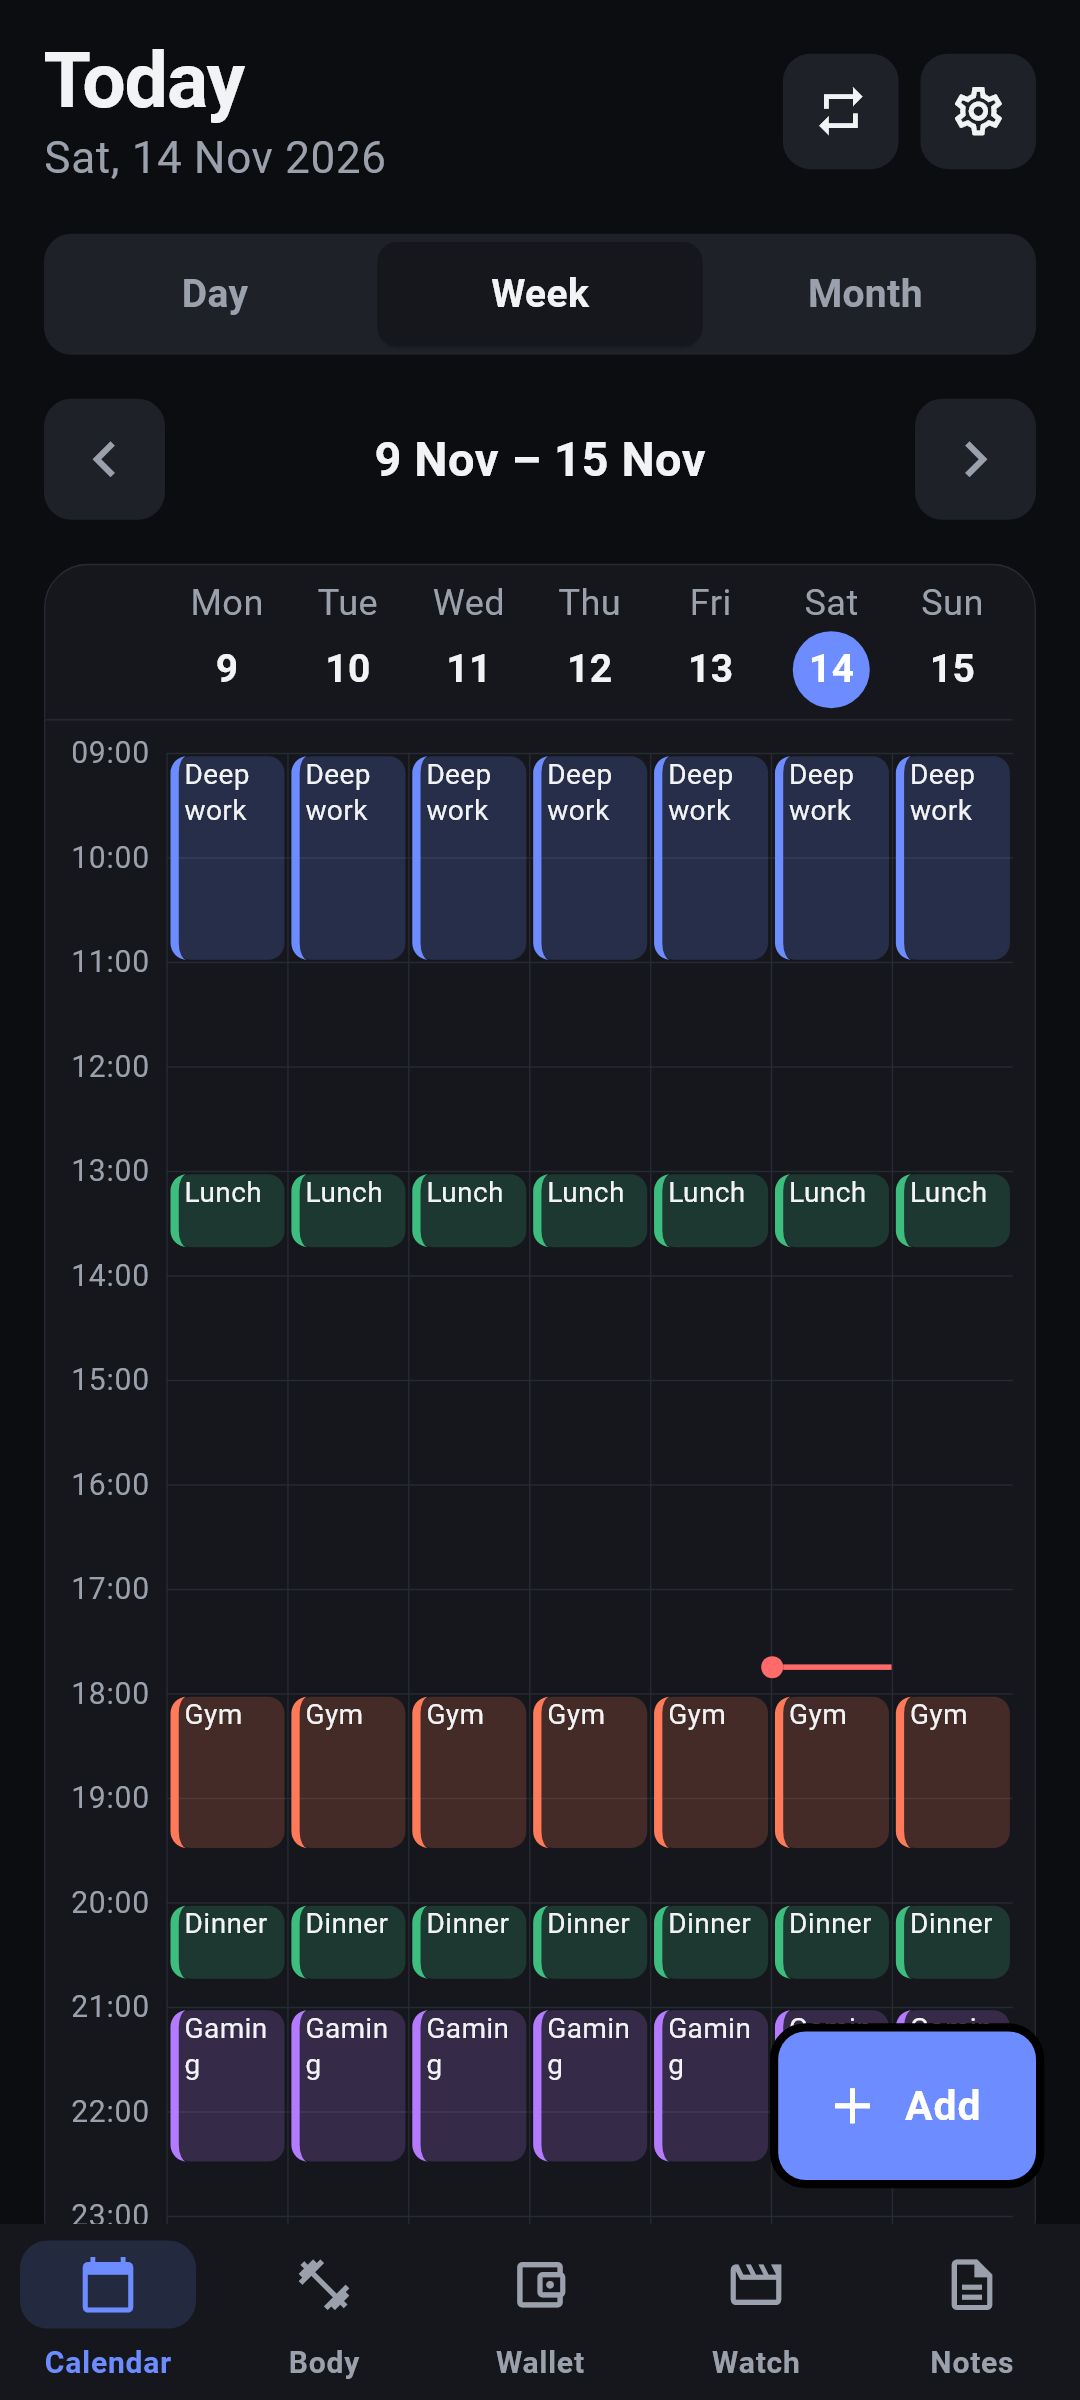 Today
Sat, 14 Nov 2026
Day Week Month
9 Nov – 15 Nov
Mon Tue Wed Thu Fri Sat Sun
9 10 11 12 13 14 15
09:00
Deep work Deep work Deep work Deep work Deep work Deep work Deep work
10:00
11:00
12:00
13:00
Lunch Lunch Lunch Lunch Lunch Lunch Lunch
14:00
15:00
16:00
17:00
18:00
Gym Gym Gym Gym Gym Gym Gym
19:00
20:00
Dinner Dinner Dinner Dinner Dinner Dinner Dinner
21:00
Gaming Gaming Gaming Gaming Gaming
22:00
Add
23:00
Calendar Body Wallet Watch Notes